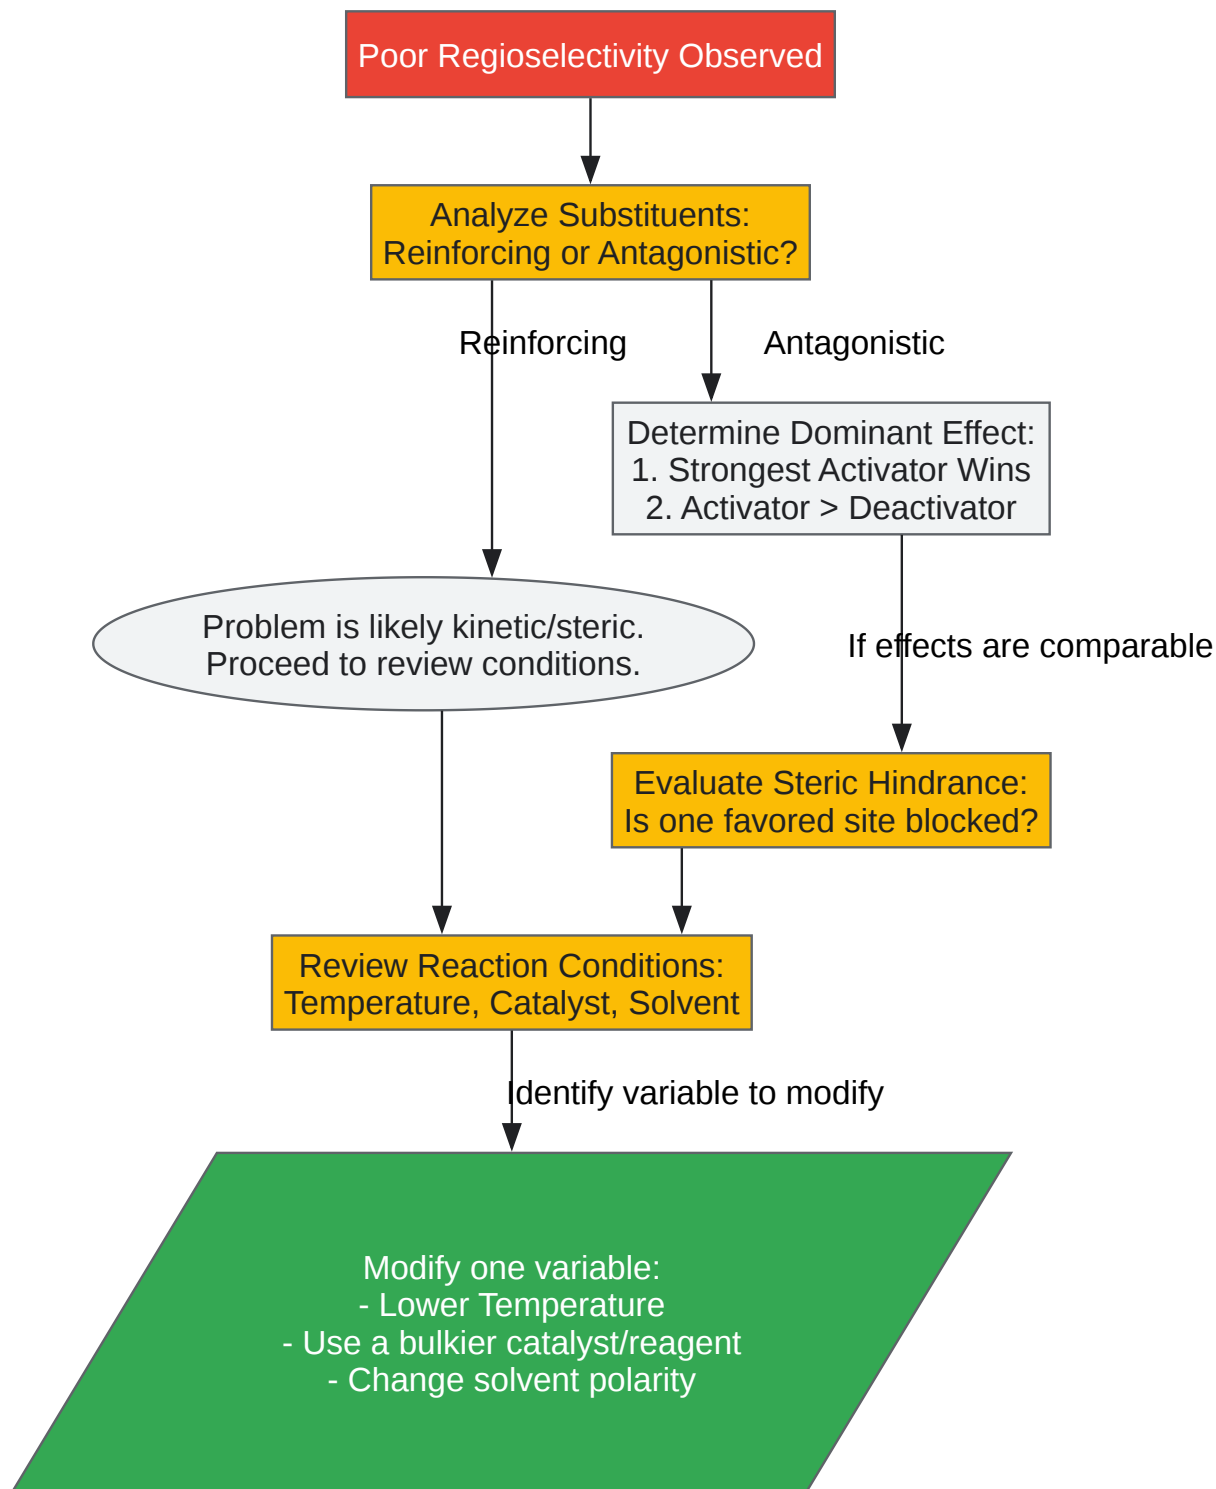 Poor Regioselectivity Observed
Analyze Substituents:
Reinforcing or Antagonistic?
Reinforcing
Antagonistic
Determine Dominant Effect:
1. Strongest Activator Wins
2. Activator > Deactivator
Problem is likely kinetic/steric.
Proceed to review conditions.
If effects are comparable
Evaluate Steric Hindrance:
Is one favored site blocked?
Review Reaction Conditions:
Temperature, Catalyst, Solvent
Identify variable to modify
Modify one variable:
- Lower Temperature
- Use a bulkier catalyst/reagent
- Change solvent polarity